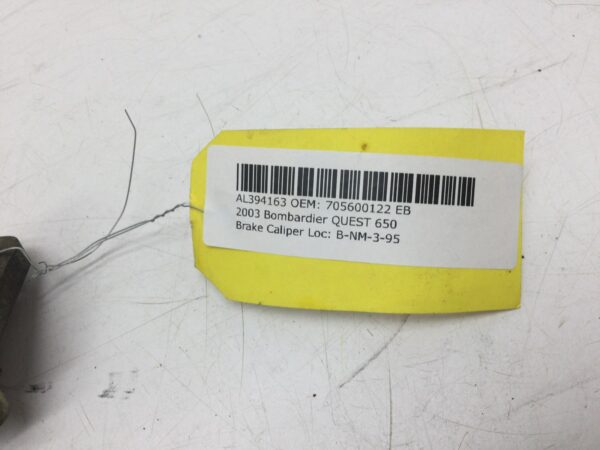 AL394163 OEM: 705600122 EB
2003 Bombardier QUEST 650
Brake Caliper Loc: B-NM-3-95